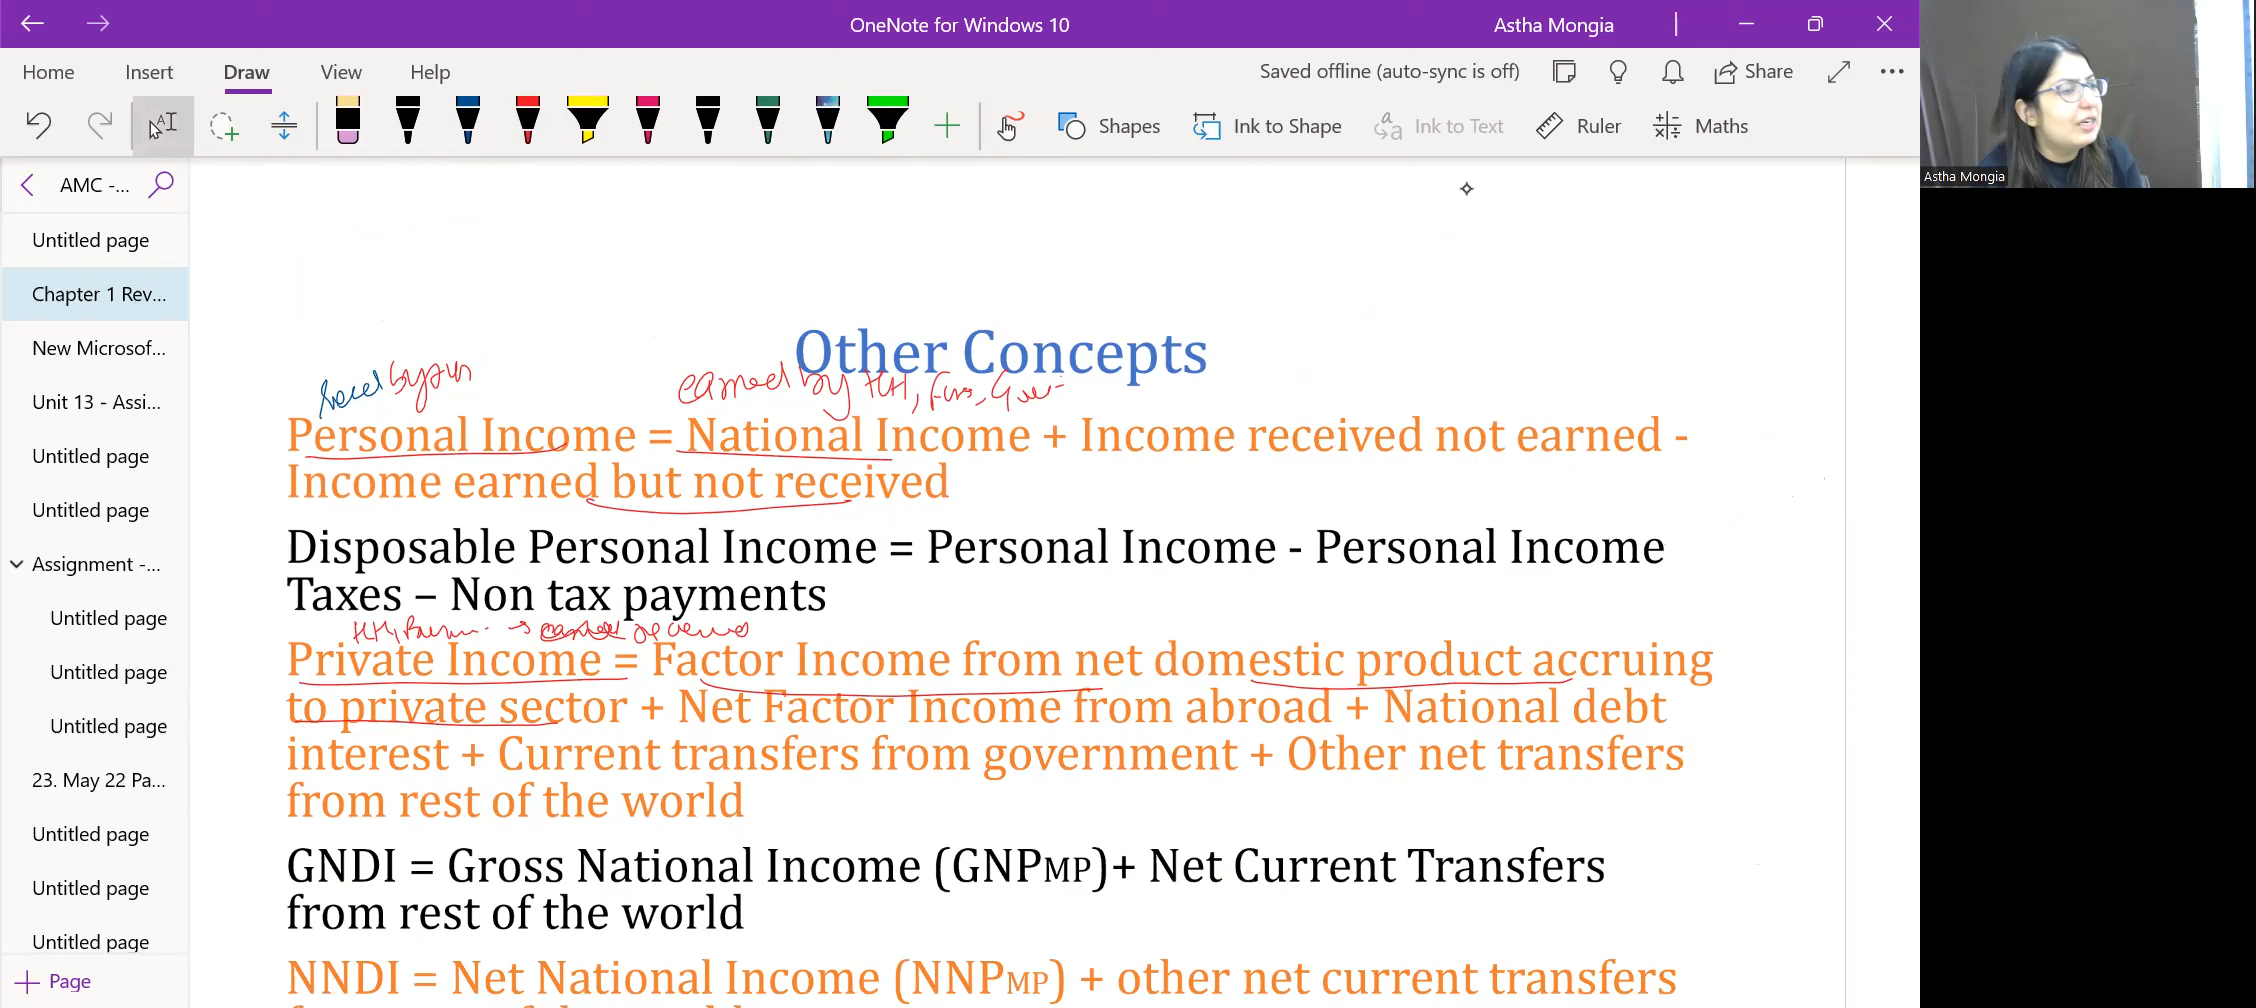 OneNote for Windows 10
Astha Mongia
Home Insert Draw View Help
Saved offline (auto-sync is off) Share
Shapes Ink to Shape Ink to Text Ruler Maths
Astha Mongia
AMC -...
Untitled page
Chapter 1 Rev...
New Microsof...
Unit 13 - Assi...
Untitled page
Untitled page
Assignment -...
Untitled page
Untitled page
Untitled page
23. May 22 Pa...
Untitled page
Untitled page
Untitled page
Page
Other Concepts
earned by HH,
Personal Income = National Income + Income received not earned -
Income earned but not received
Disposable Personal Income = Personal Income - Personal Income
Taxes – Non tax payments
Private Income = Factor Income from net domestic product accruing
to private sector + Net Factor Income from abroad + National debt
interest + Current transfers from government + Other net transfers
from rest of the world
GNDI = Gross National Income (GNPMP)+ Net Current Transfers
from rest of the world
NNDI = Net National Income (NNPMP) + other net current transfers